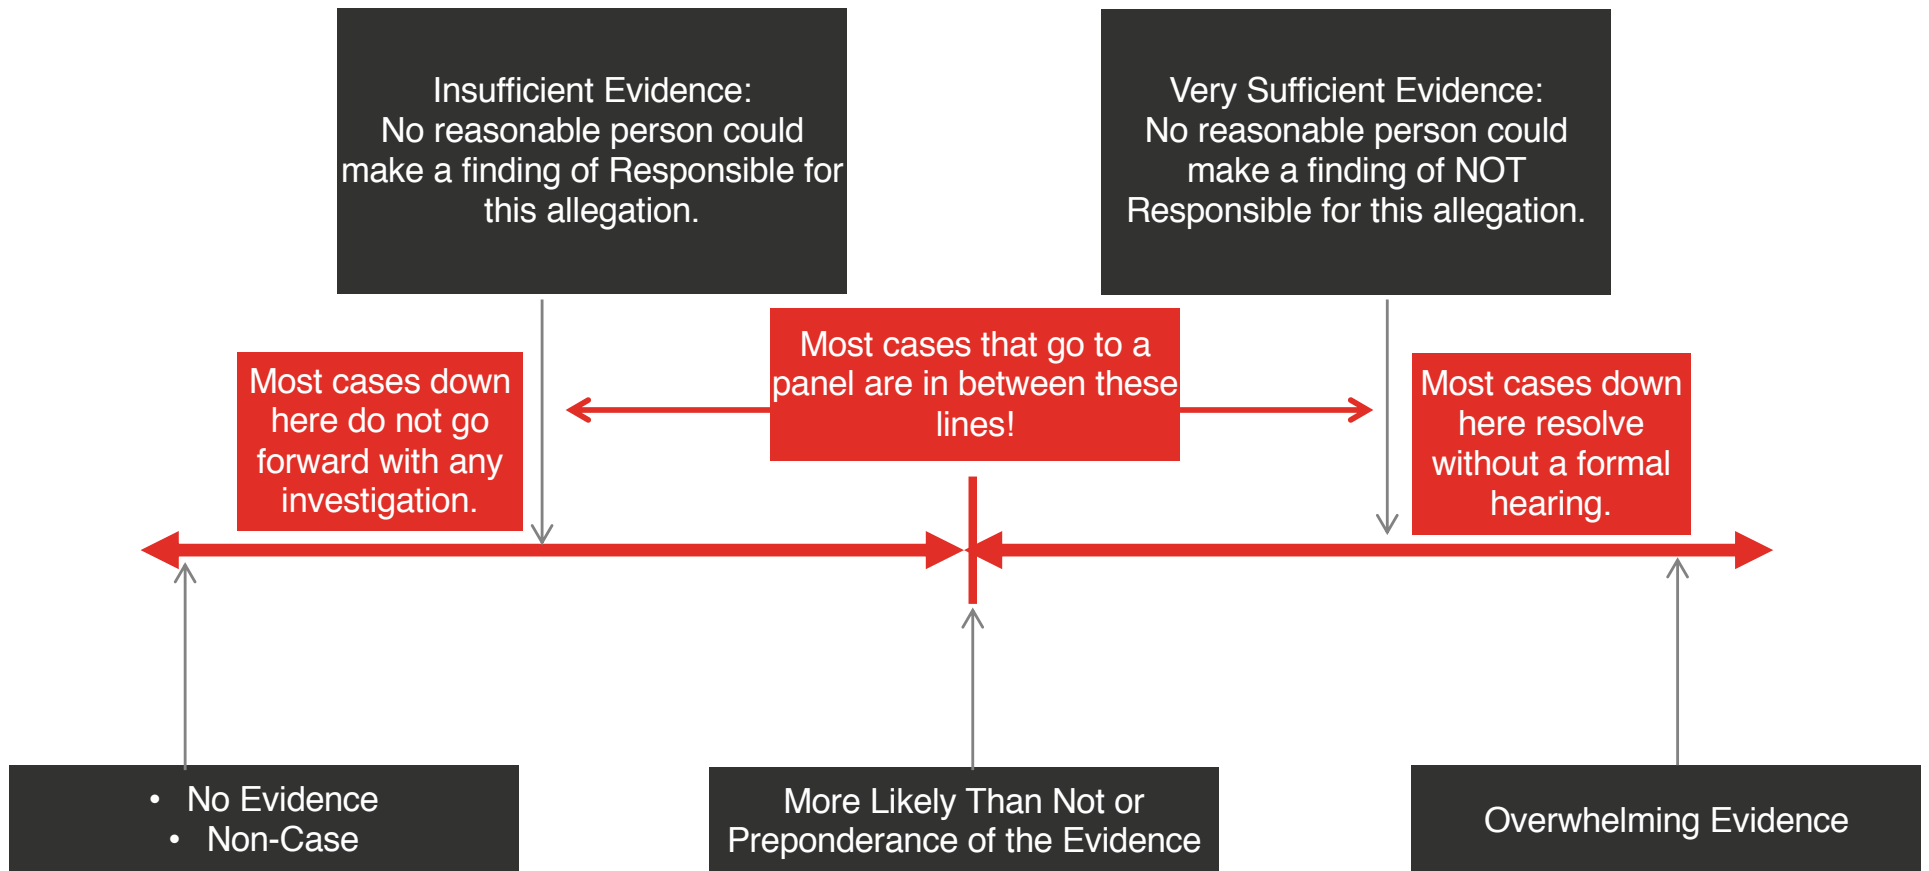 Insufficient Evidence:
No reasonable person could
make a finding of Responsible for
this allegation.
Very Sufficient Evidence:
No reasonable person could
make a finding of NOT
Responsible for this allegation.
Most cases down
here do not go
forward with any
investigation.
Most cases that go to a
panel are in between these
lines!
Most cases down
here resolve
without a formal
hearing.
• No Evidence
• Non-Case
More Likely Than Not or
Preponderance of the Evidence
Overwhelming Evidence